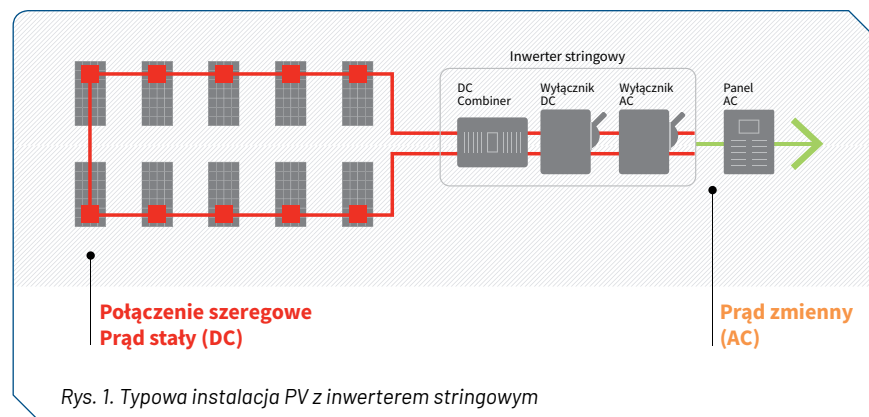 Inwerter stringowy
DC
Combiner
Wyłącznik
DC
Wyłącznik
AC
Panel
AC
Połączenie szeregowe
Prąd stały (DC)
Prąd zmienny
(AC)
Rys. 1. Typowa instalacja PV z inwerterem stringowym